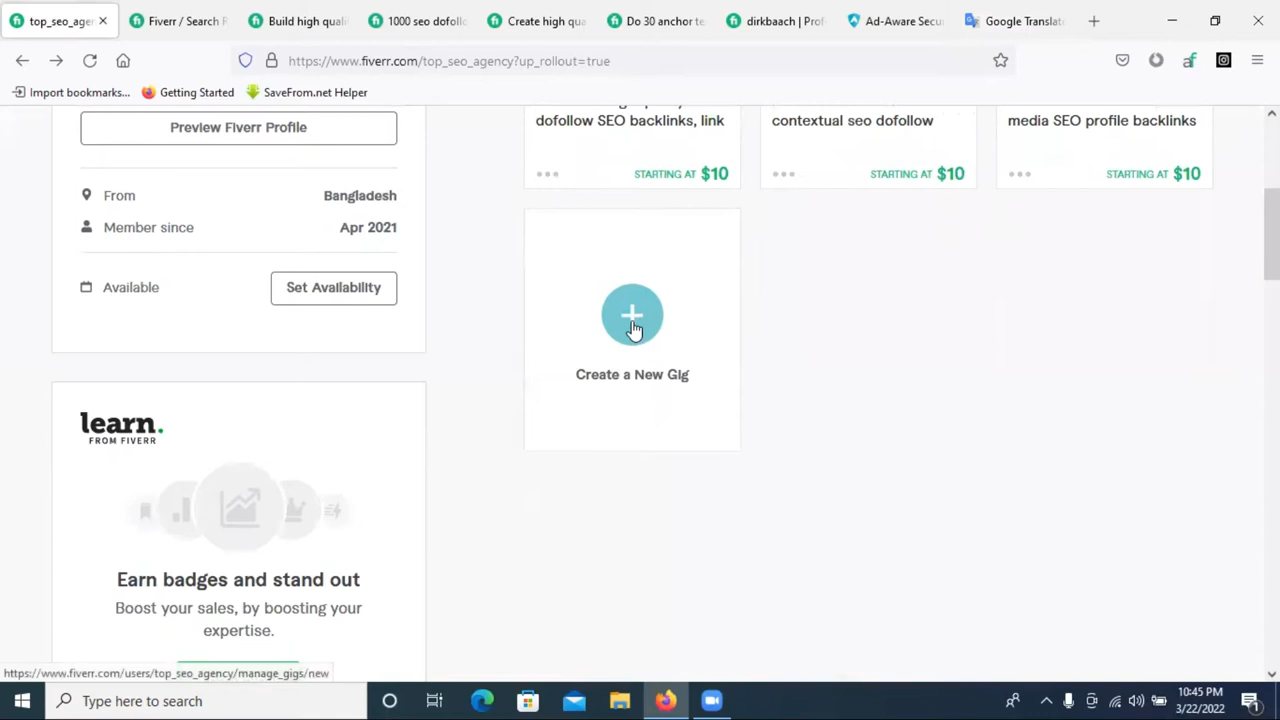 top_seo_age
Fiverr / Search R
Build high quali
1000 seo dofollo
Create high qua
Do 30 anchor te
dirkbaach | Prof
Ad-Aware Secu
Google Translat
https://www.fiverr.com/top_seo_agency?up_rollout=true
Import bookmarks...
Getting Started
SaveFrom.net Helper
Preview Fiverr Profile
From
Bangladesh
Member since
Apr 2021
Available
Set Availability
dofollow SEO backlinks, link
STARTING AT $10
contextual seo dofollow
STARTING AT $10
media SEO profile backlinks
STARTING AT $10
Create a New Gig
learn.
FROM FIVERR
Earn badges and stand out
Boost your sales, by boosting your
expertise.
https://www.fiverr.com/users/top_seo_agency/manage_gigs/new
Type here to search
10:45 PM
3/22/2022
1